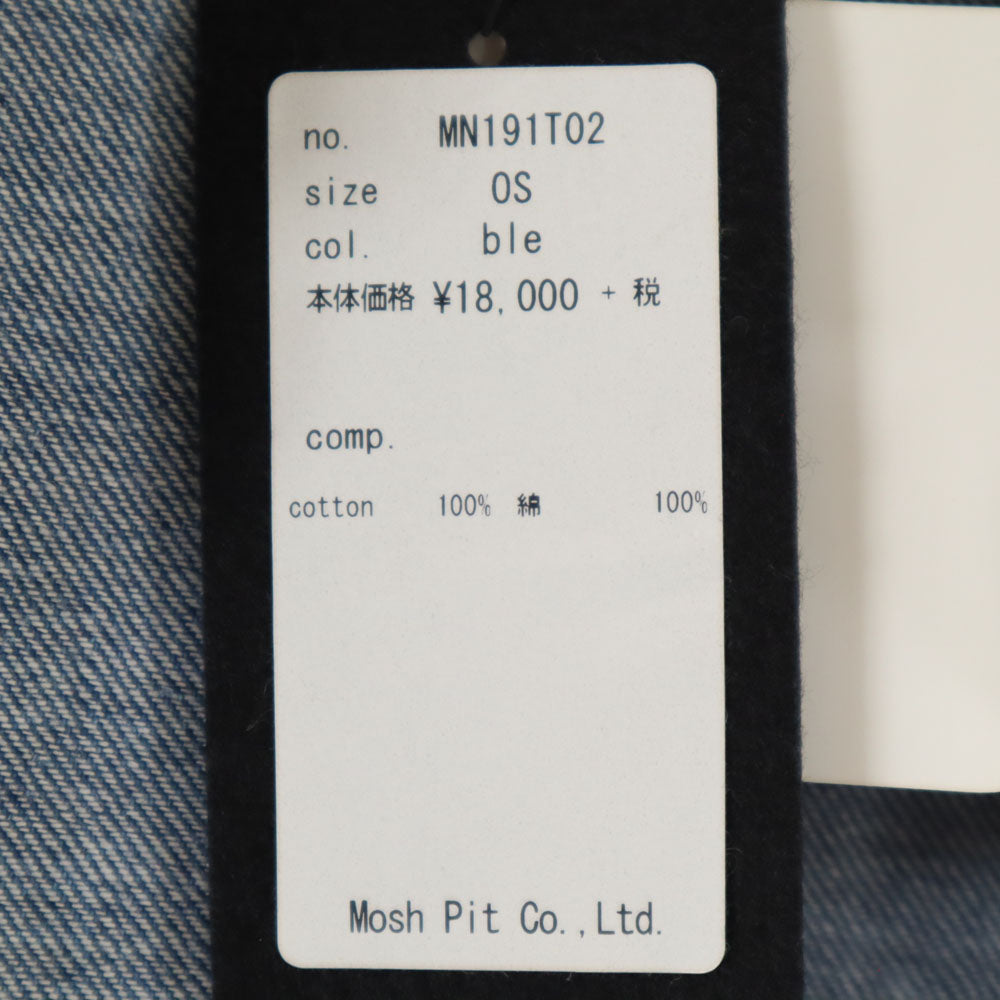 no. MN191T02
size OS
col. ble
本体価格 ¥18,000 + 税
comp.
cotton 100% 綿 100%
Mosh Pit Co.,Ltd.